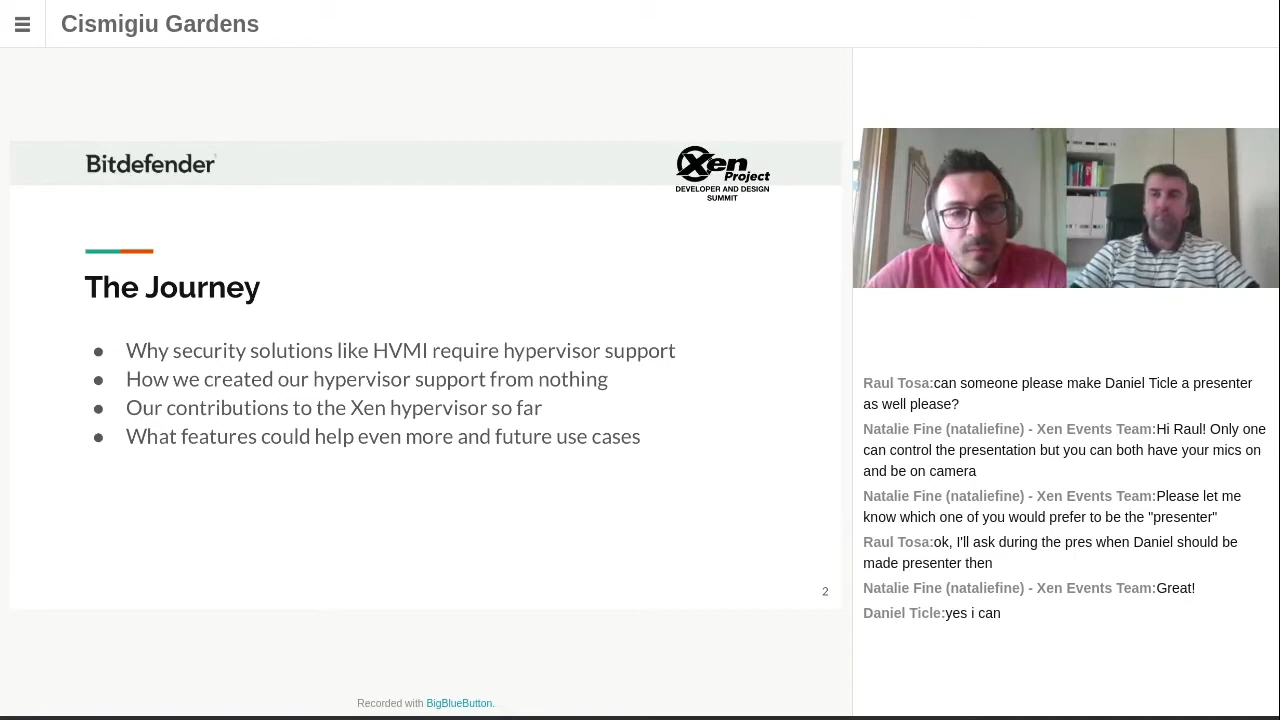 Cismigiu Gardens
Bitdefender
Xen
Project
DEVELOPER AND DESIGN
SUMMIT
The Journey
● Why security solutions like HVMI require hypervisor support
● How we created our hypervisor support from nothing
● Our contributions to the Xen hypervisor so far
● What features could help even more and future use cases
2
Recorded with BigBlueButton.
Raul Tosa:can someone please make Daniel Ticle a presenter
as well please?
Natalie Fine (nataliefine) - Xen Events Team:Hi Raul! Only one
can control the presentation but you can both have your mics on
and be on camera
Natalie Fine (nataliefine) - Xen Events Team:Please let me
know which one of you would prefer to be the "presenter"
Raul Tosa:ok, I'll ask during the pres when Daniel should be
made presenter then
Natalie Fine (nataliefine) - Xen Events Team:Great!
Daniel Ticle:yes i can